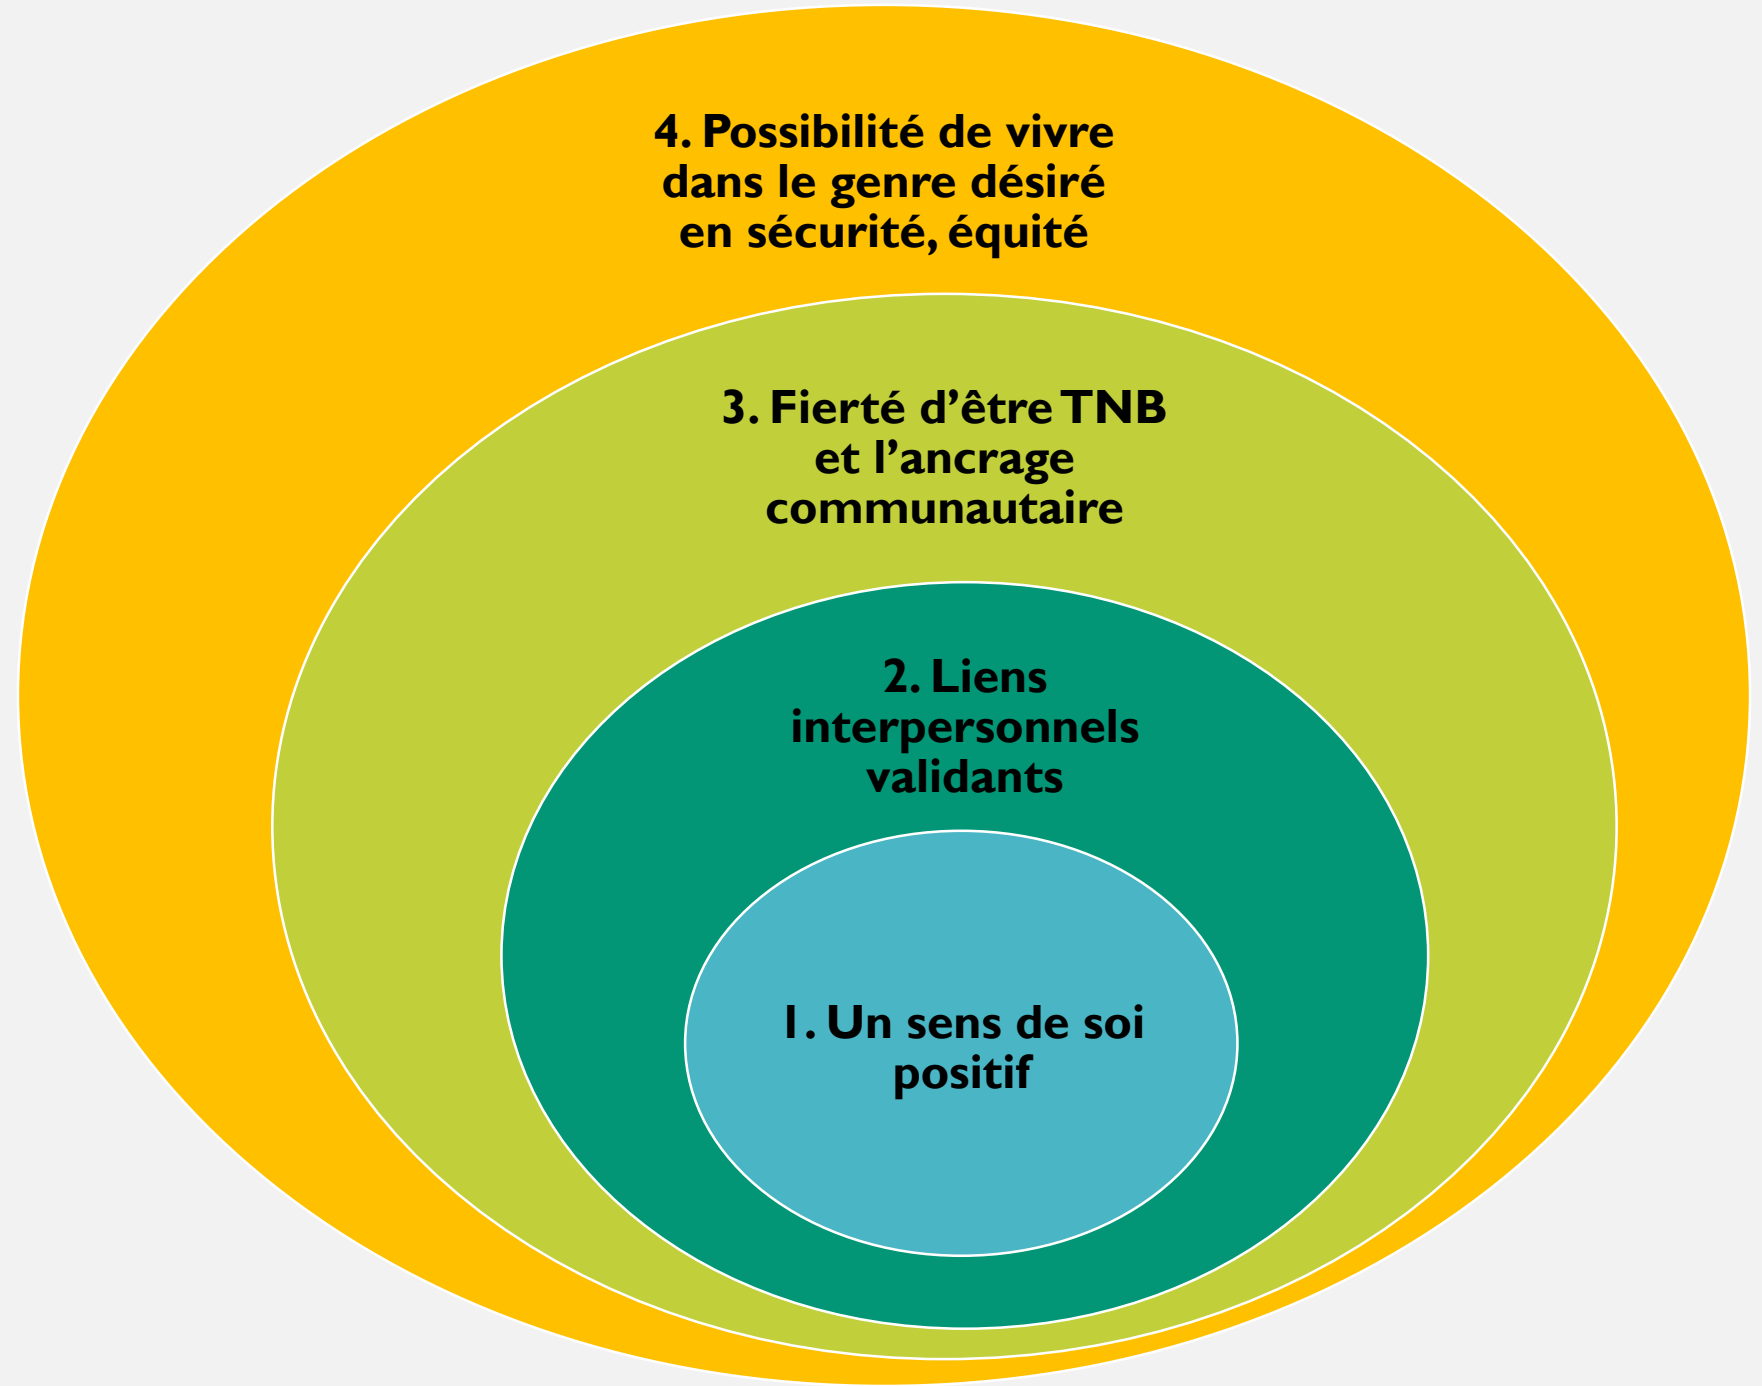 4. Possibilité de vivre
dans le genre désiré
en sécurité, équité
3. Fierté d’être TNB
et l’ancrage
communautaire
2. Liens
interpersonnels
validants
1. Un sens de soi
positif